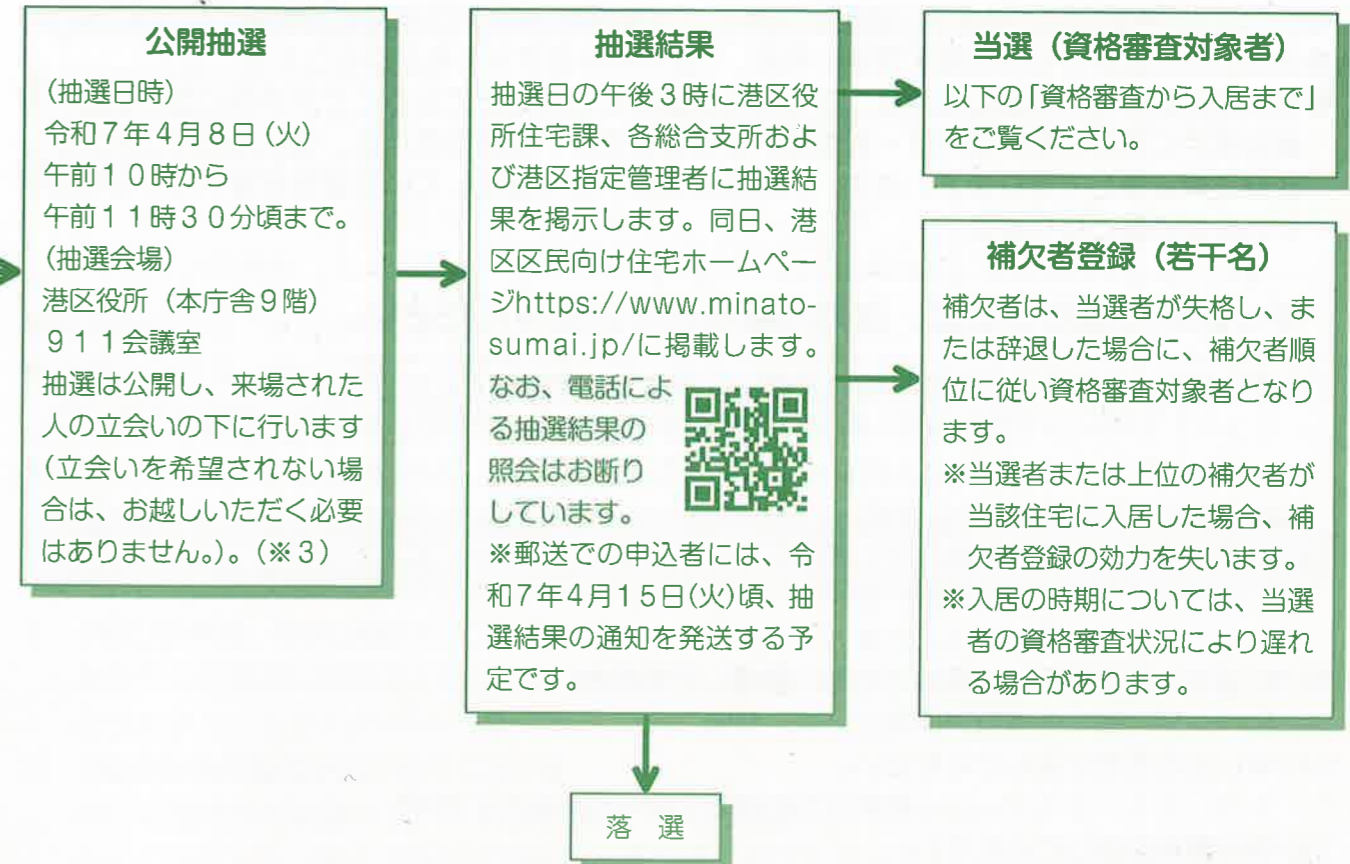 公開抽選
(抽選日時)
令和7年4月8日(火)
午前10時から
午前11時30分頃まで。
(抽選会場)
港区役所(本庁舎9階)
911会議室
抽選は公開し、来場された
人の立会いの下に行います
(立会いを希望されない場
合は、お越しいただく必要
はありません。)。(※3)
抽選結果
抽選日の午後3時に港区役
所住宅課、各総合支所およ
び港区指定管理者に抽選結
果を掲示します。同日、港
区区民向け住宅ホームペー
ジhttps://www.minato-
sumai.jp/に掲載します。
なお、電話によ
る抽選結果の
照会はお断り
しています。
※郵送での申込者には、令
和7年4月15日(火)頃、抽
選結果の通知を発送する予
定です。
当選(資格審査対象者)
以下の「資格審査から入居まで」
をご覧ください。
補欠者登録(若干名)
補欠者は、当選者が失格し、ま
たは辞退した場合に、補欠者順
位に従い資格審査対象者となり
ます。
※当選者または上位の補欠者が
当該住宅に入居した場合、補
欠者登録の効力を失います。
※入居の時期については、当選
者の資格審査状況により遅れ
る場合があります。
落 選